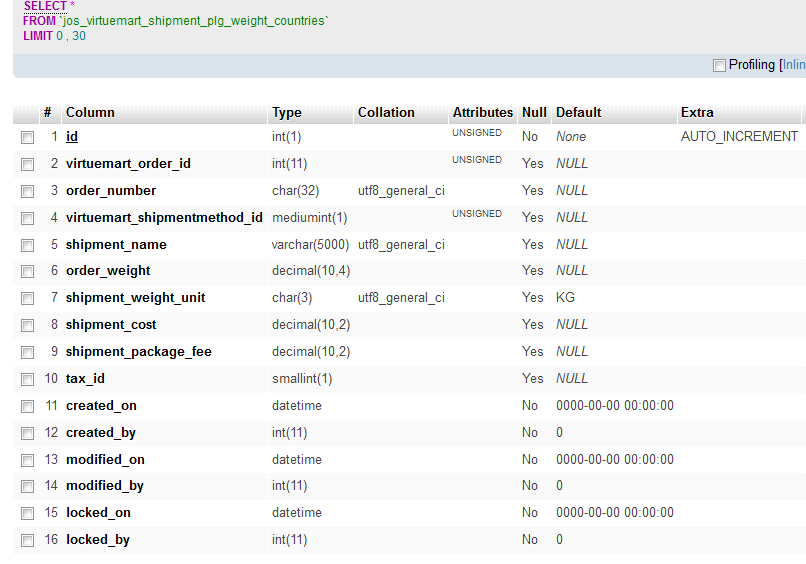 SELECT *
FROM `jos_virtuemart_shipment_plg_weight_countries`
LIMIT 0 , 30
Profiling [Inlin
# Column Type Collation Attributes Null Default Extra
1 id int(1) UNSIGNED No None AUTO_INCREMENT
2 virtuemart_order_id int(11) UNSIGNED Yes NULL
3 order_number char(32) utf8_general_ci Yes NULL
4 virtuemart_shipmentmethod_id mediumint(1) UNSIGNED Yes NULL
5 shipment_name varchar(5000) utf8_general_ci Yes NULL
6 order_weight decimal(10,4) Yes NULL
7 shipment_weight_unit char(3) utf8_general_ci Yes KG
8 shipment_cost decimal(10,2) Yes NULL
9 shipment_package_fee decimal(10,2) Yes NULL
10 tax_id smallint(1) Yes NULL
11 created_on datetime No 0000-00-00 00:00:00
12 created_by int(11) No 0
13 modified_on datetime No 0000-00-00 00:00:00
14 modified_by int(11) No 0
15 locked_on datetime No 0000-00-00 00:00:00
16 locked_by int(11) No 0